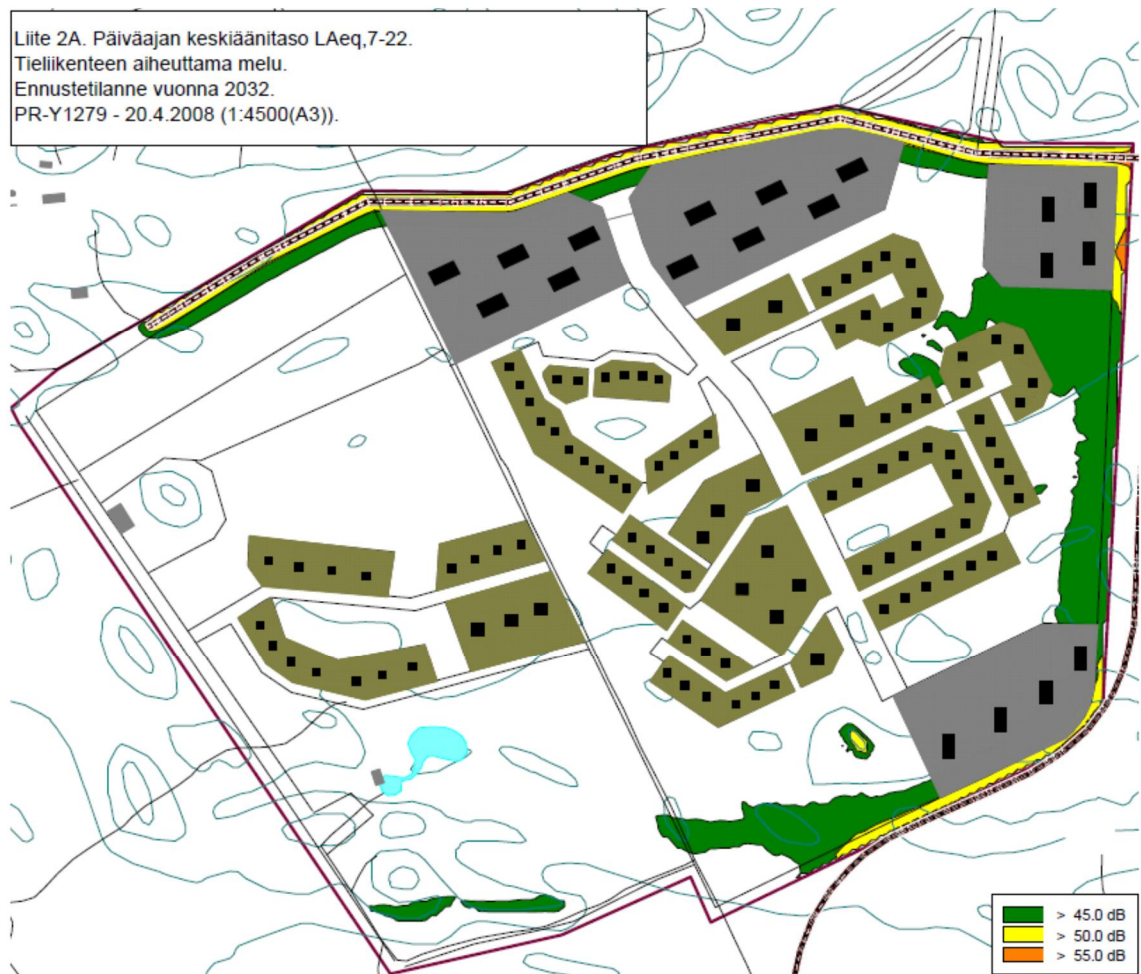 Liite 2A. Päiväajan keskiäänitaso LAeq,7-22.
Tieliikenteen aiheuttama melu.
Ennustetilanne vuonna 2032.
PR-Y1279 - 20.4.2008 (1:4500(A3)).
> 45.0 dB
> 50.0 dB
> 55.0 dB